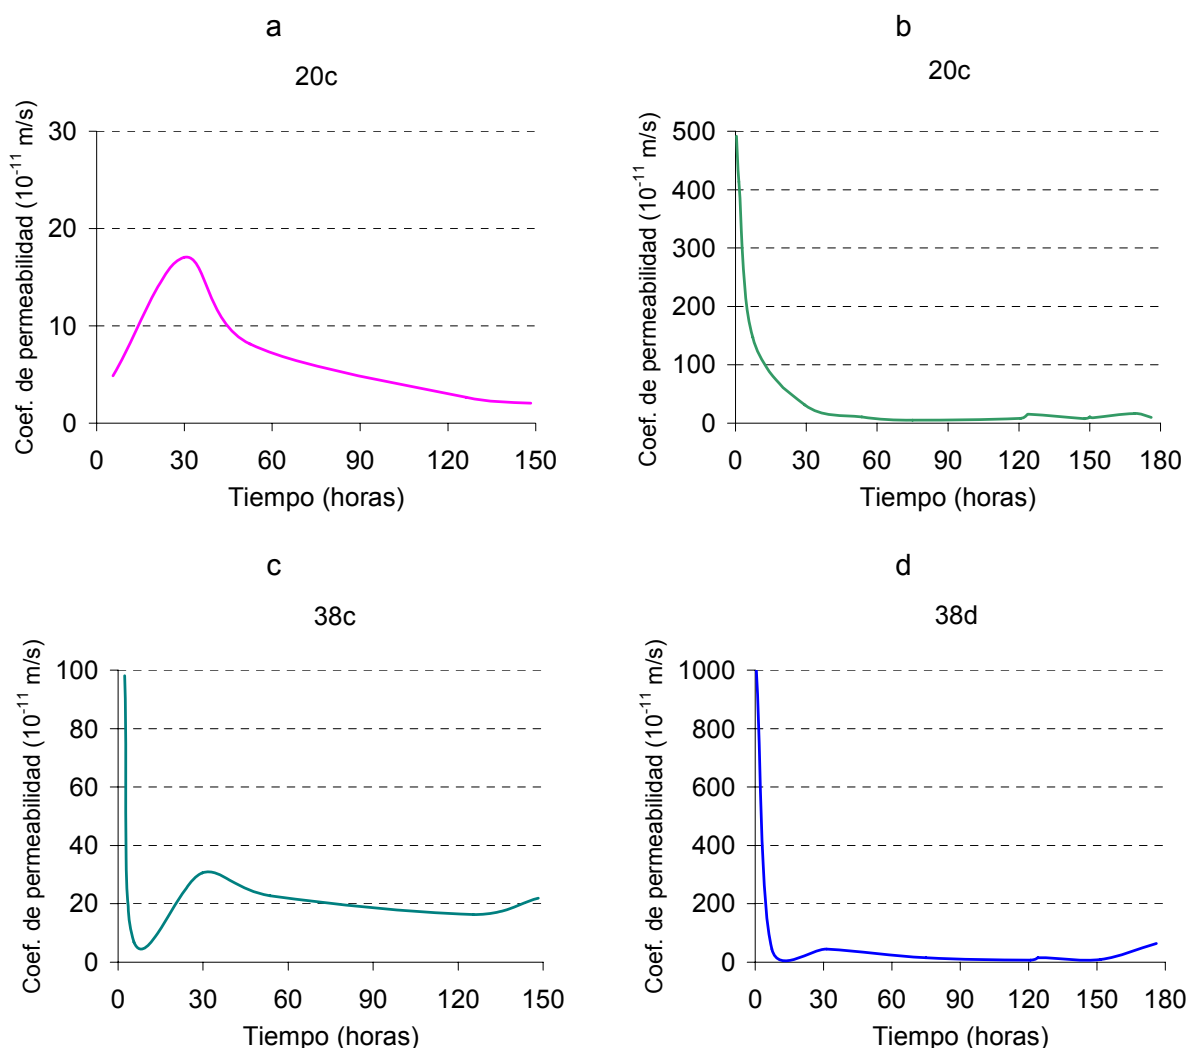 a
20c
Coef. de permeabilidad (10⁻¹¹ m/s)
30
20
10
0
0 30 60 90 120 150
Tiempo (horas)
b
20c
Coef. de permeabilidad (10⁻¹¹ m/s)
500
400
300
200
100
0
0 30 60 90 120 150 180
Tiempo (horas)
c
38c
Coef. de permeabilidad (10⁻¹¹ m/s)
100
80
60
40
20
0
0 30 60 90 120 150
Tiempo (horas)
d
38d
Coef. de permeabilidad (10⁻¹¹ m/s)
1000
800
600
400
200
0
0 30 60 90 120 150 180
Tiempo (horas)